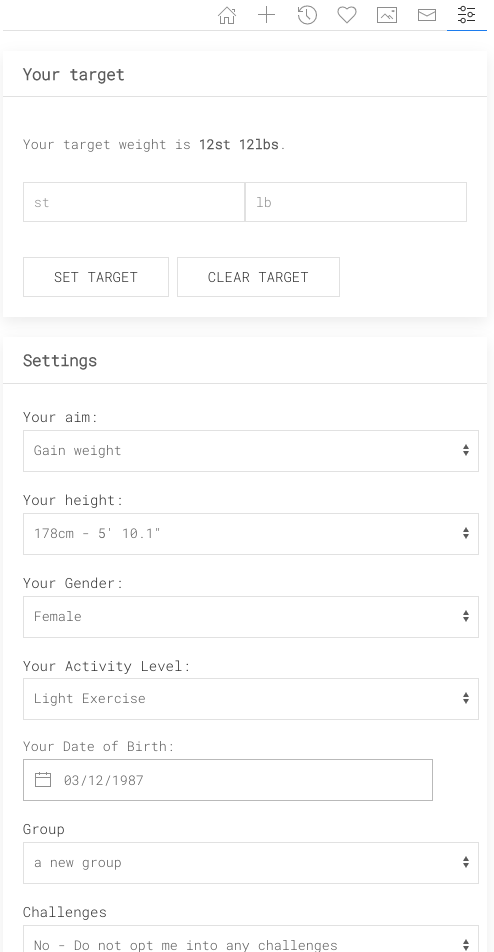 Your target
Your target weight is 12st 12lbs.
st
lb
SET TARGET
CLEAR TARGET
Settings
Your aim:
Gain weight
Your height:
178cm - 5' 10.1"
Your Gender:
Female
Your Activity Level:
Light Exercise
Your Date of Birth:
03/12/1987
Group
a new group
Challenges
No - Do not opt me into any challenges